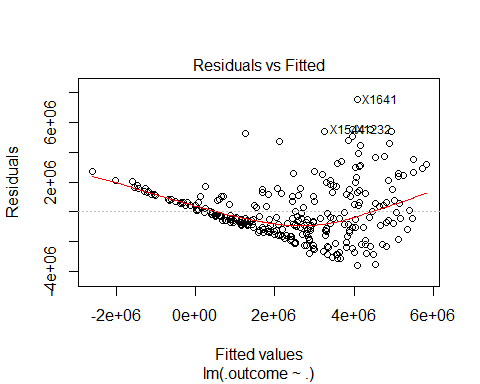 Residuals vs Fitted
X1641
X1232
6e+06
2e+06
-4e+06
Residuals
-2e+06 0e+00 2e+06 4e+06 6e+06
Fitted values
lm(.outcome ~ .)